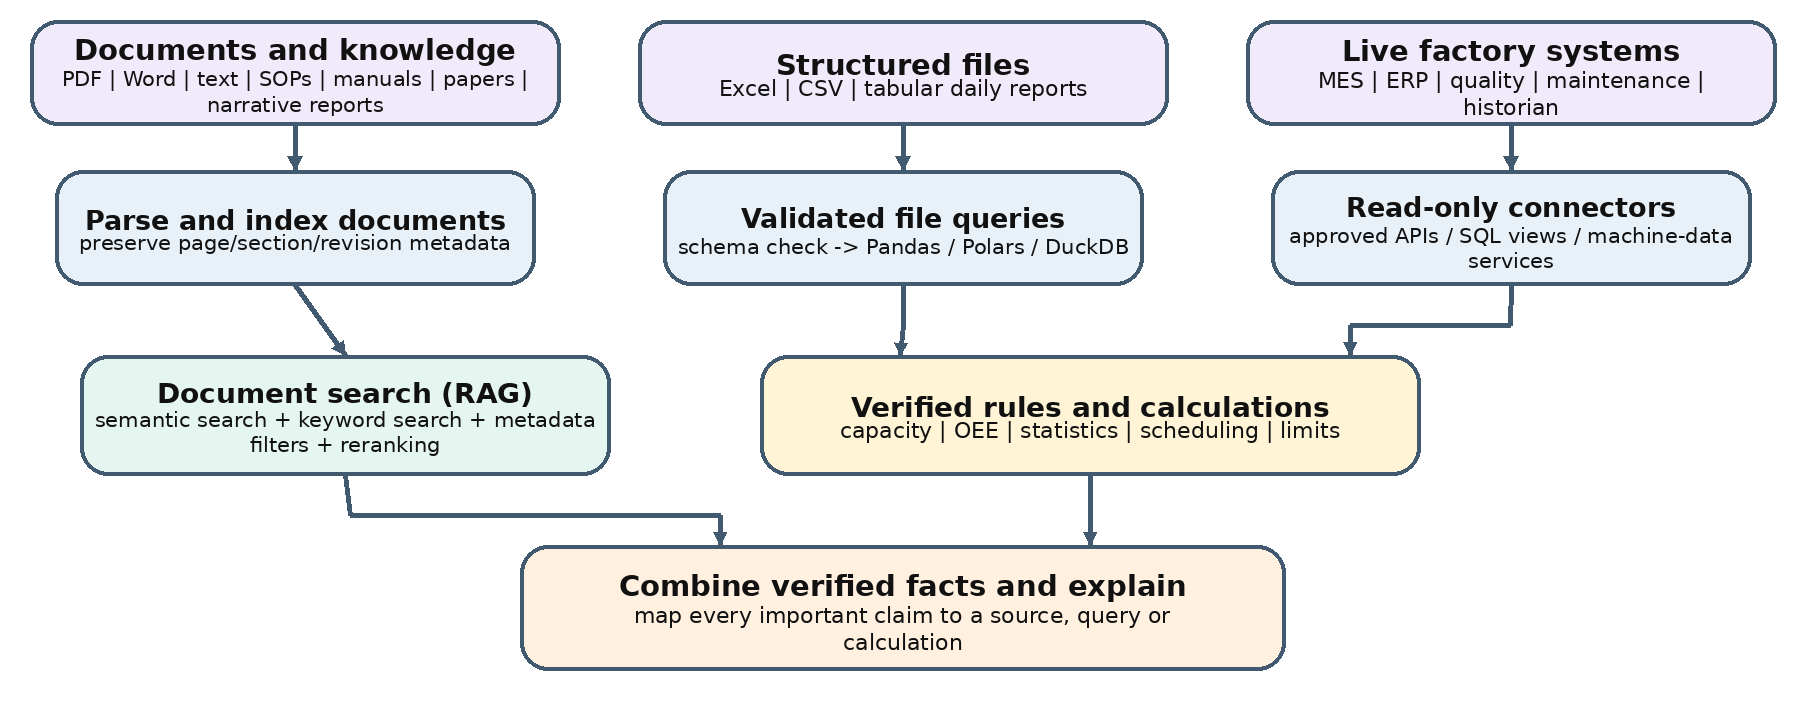 Documents and knowledge
PDF | Word | text | SOPs | manuals | papers |
narrative reports
Structured files
Excel | CSV | tabular daily reports
Live factory systems
MES | ERP | quality | maintenance |
historian
Parse and index documents
preserve page/section/revision metadata
Validated file queries
schema check -> Pandas / Polars / DuckDB
Read-only connectors
approved APIs / SQL views / machine-data
services
Document search (RAG)
semantic search + keyword search + metadata
filters + reranking
Verified rules and calculations
capacity | OEE | statistics | scheduling | limits
Combine verified facts and explain
map every important claim to a source, query or
calculation